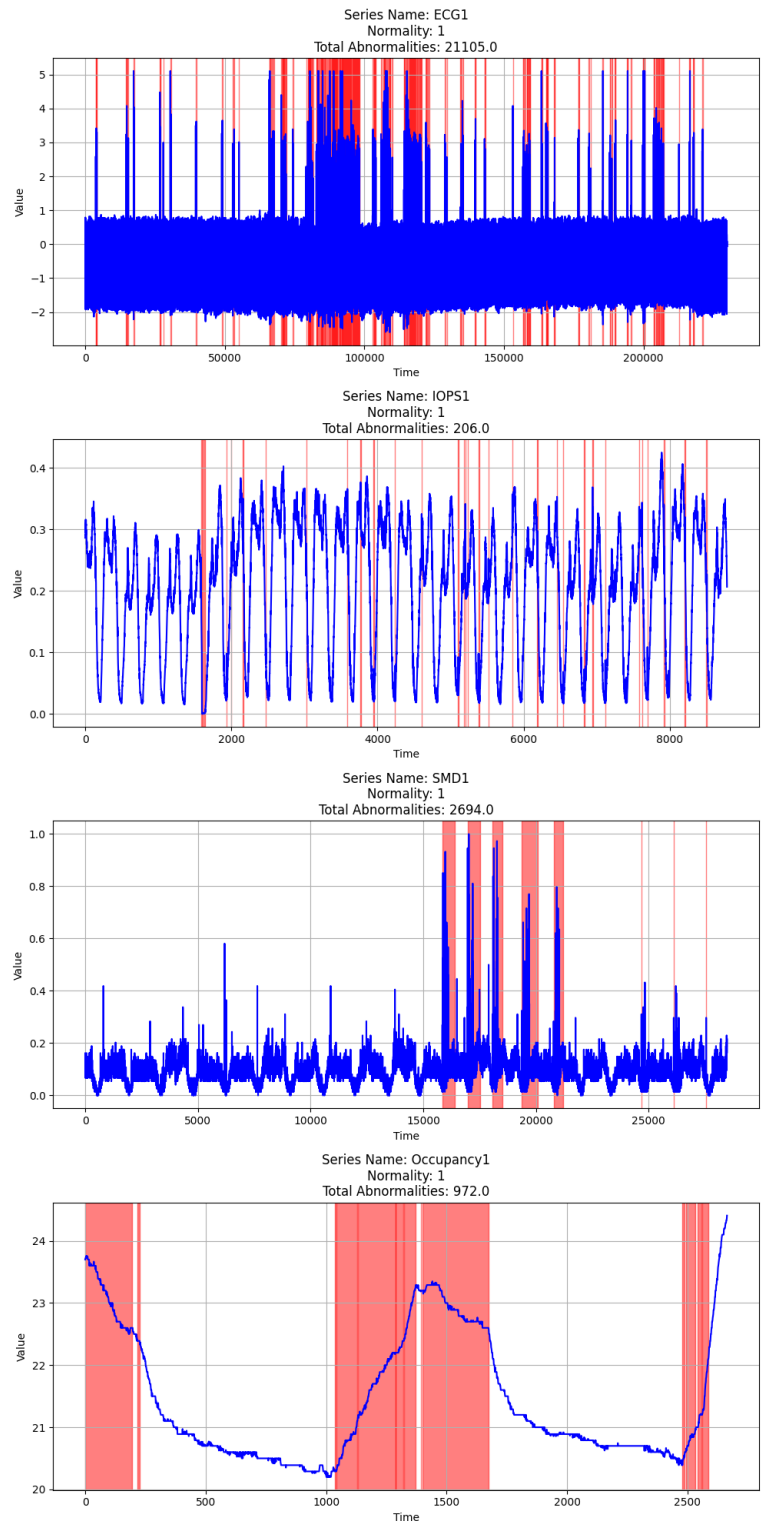 Series Name: ECG1
Normality: 1
Total Abnormalities: 21105.0
5
4
3
2
1
0
−1
−2
Value
0 50000 100000 150000 200000
Time
Series Name: IOPS1
Normality: 1
Total Abnormalities: 206.0
0.4
0.3
0.2
0.1
0.0
Value
0 2000 4000 6000 8000
Time
Series Name: SMD1
Normality: 1
Total Abnormalities: 2694.0
1.0
0.8
0.6
0.4
0.2
0.0
Value
0 5000 10000 15000 20000 25000
Time
Series Name: Occupancy1
Normality: 1
Total Abnormalities: 972.0
24
23
22
21
20
Value
0 500 1000 1500 2000 2500
Time